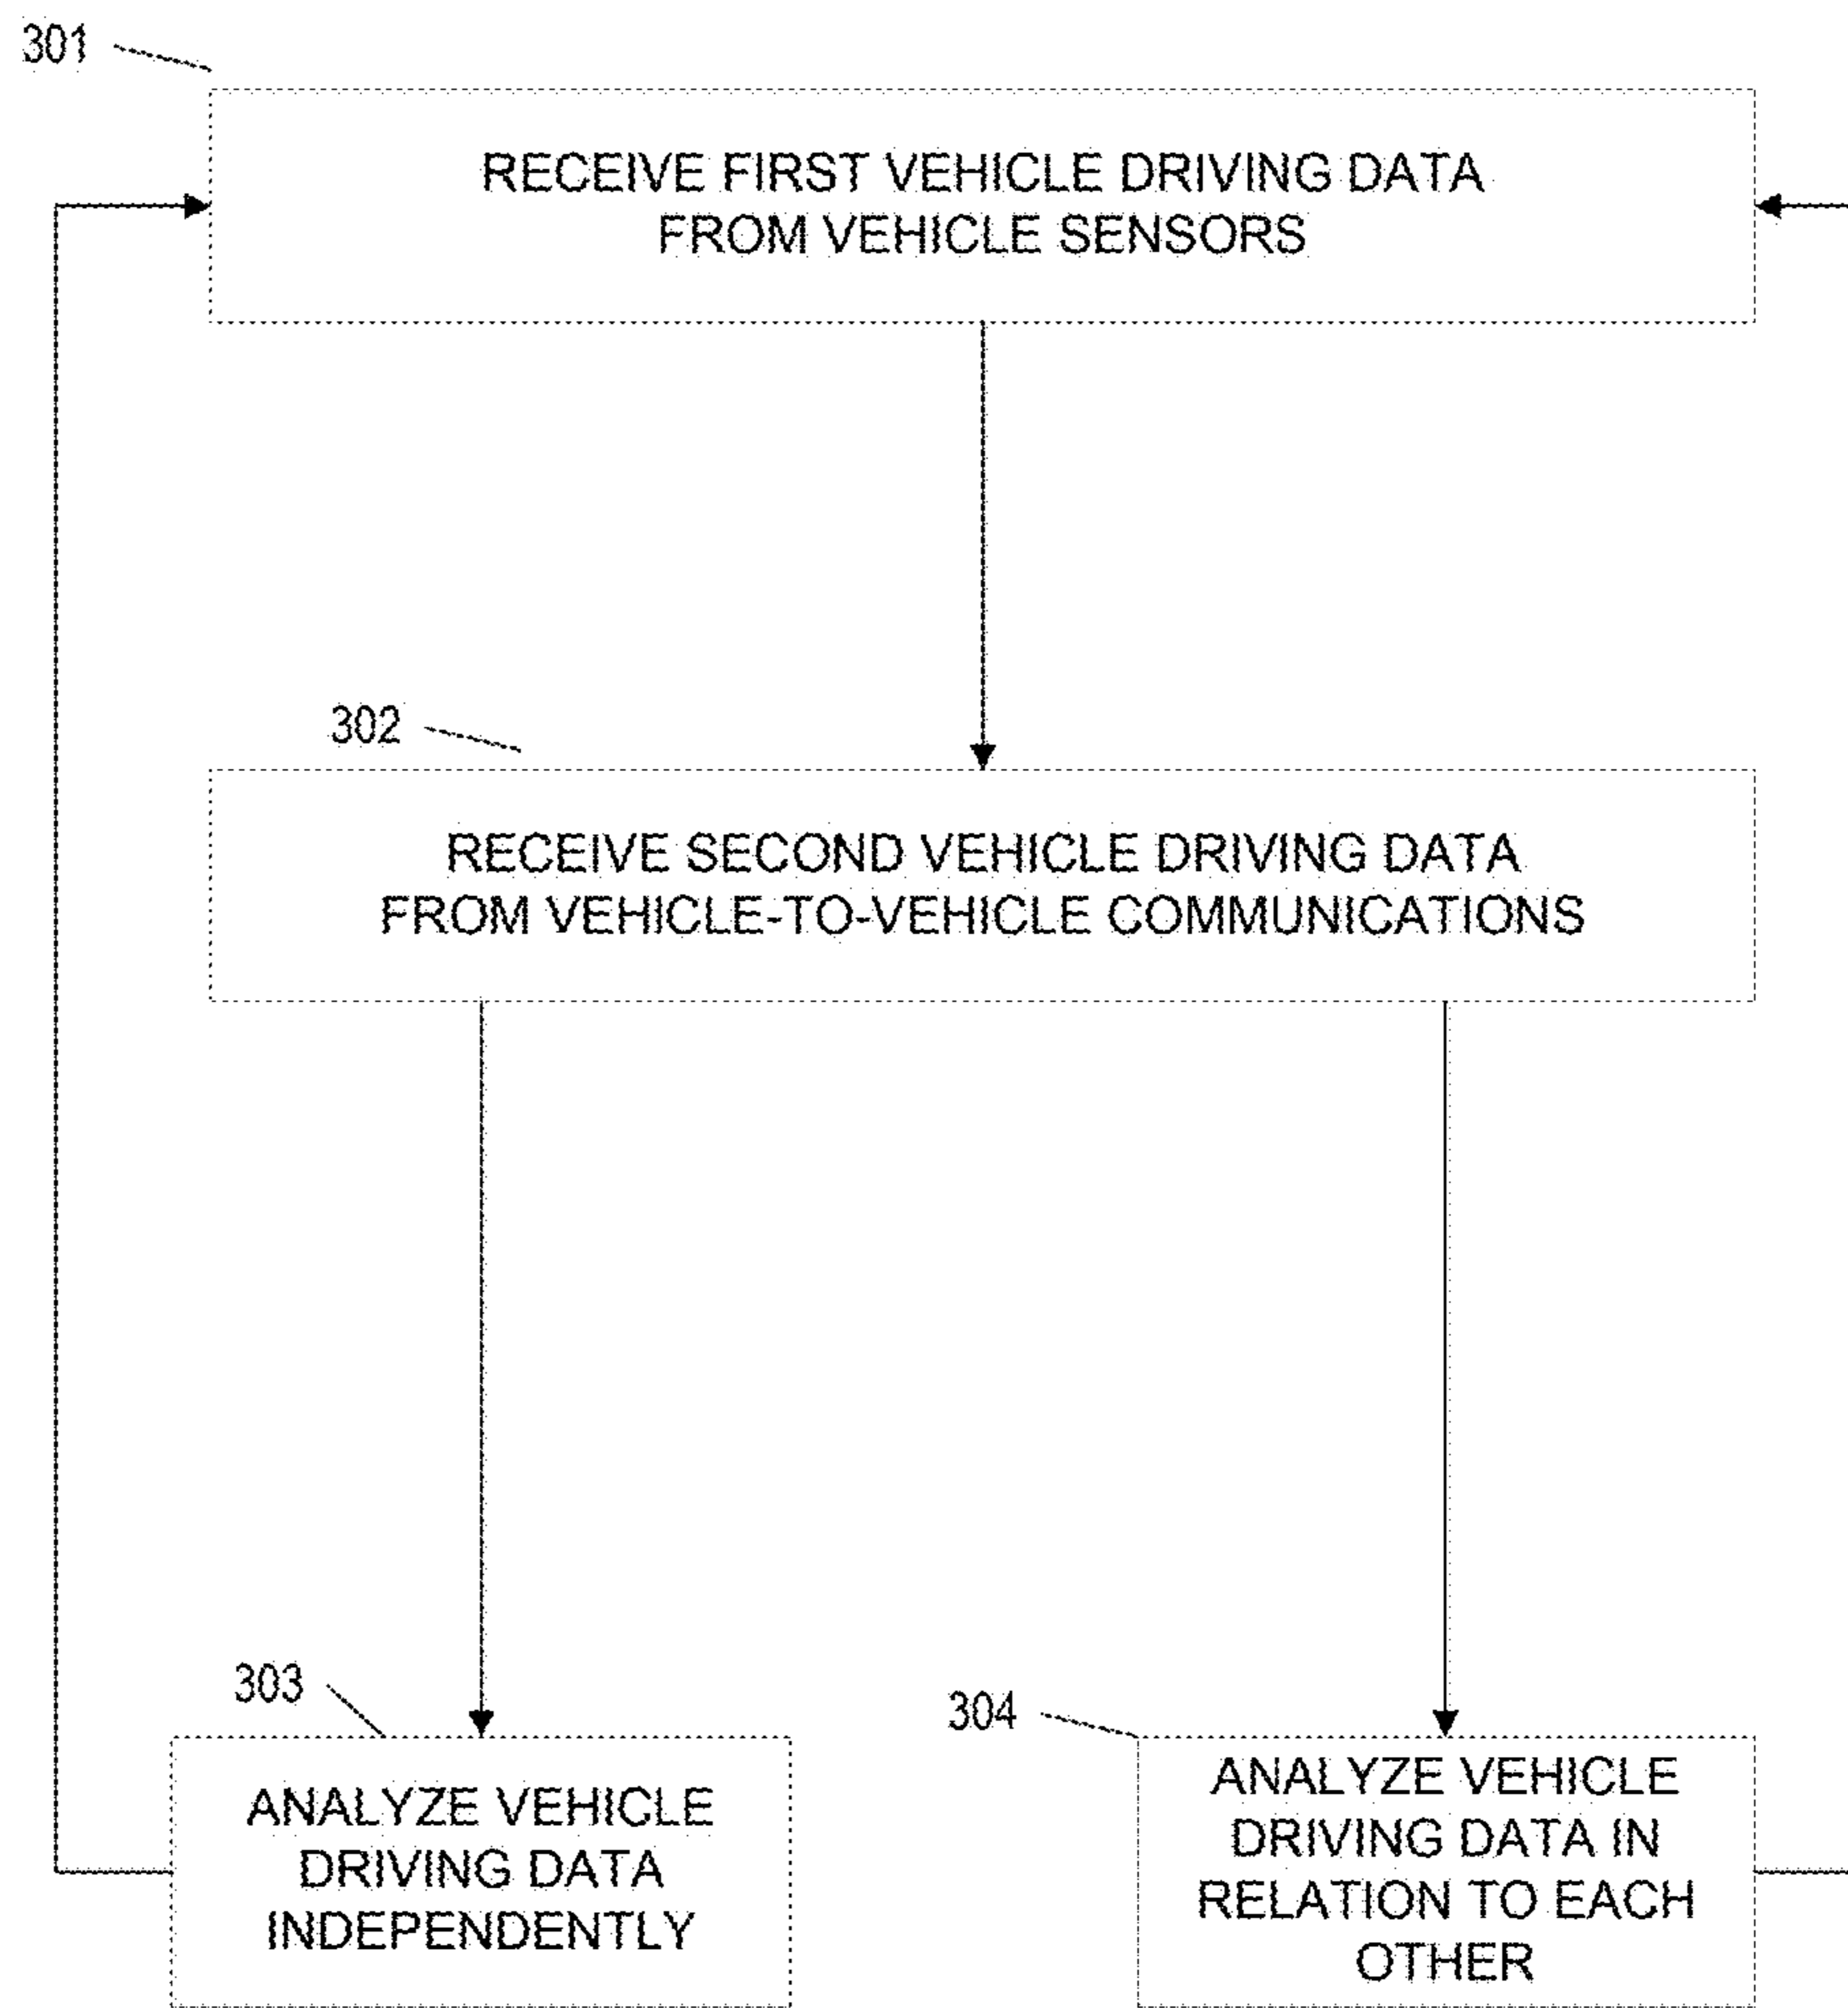 301
RECEIVE FIRST VEHICLE DRIVING DATA
FROM VEHICLE SENSORS
302
RECEIVE SECOND VEHICLE DRIVING DATA
FROM VEHICLE-TO-VEHICLE COMMUNICATIONS
303
ANALYZE VEHICLE
DRIVING DATA
INDEPENDENTLY
304
ANALYZE VEHICLE
DRIVING DATA IN
RELATION TO EACH
OTHER